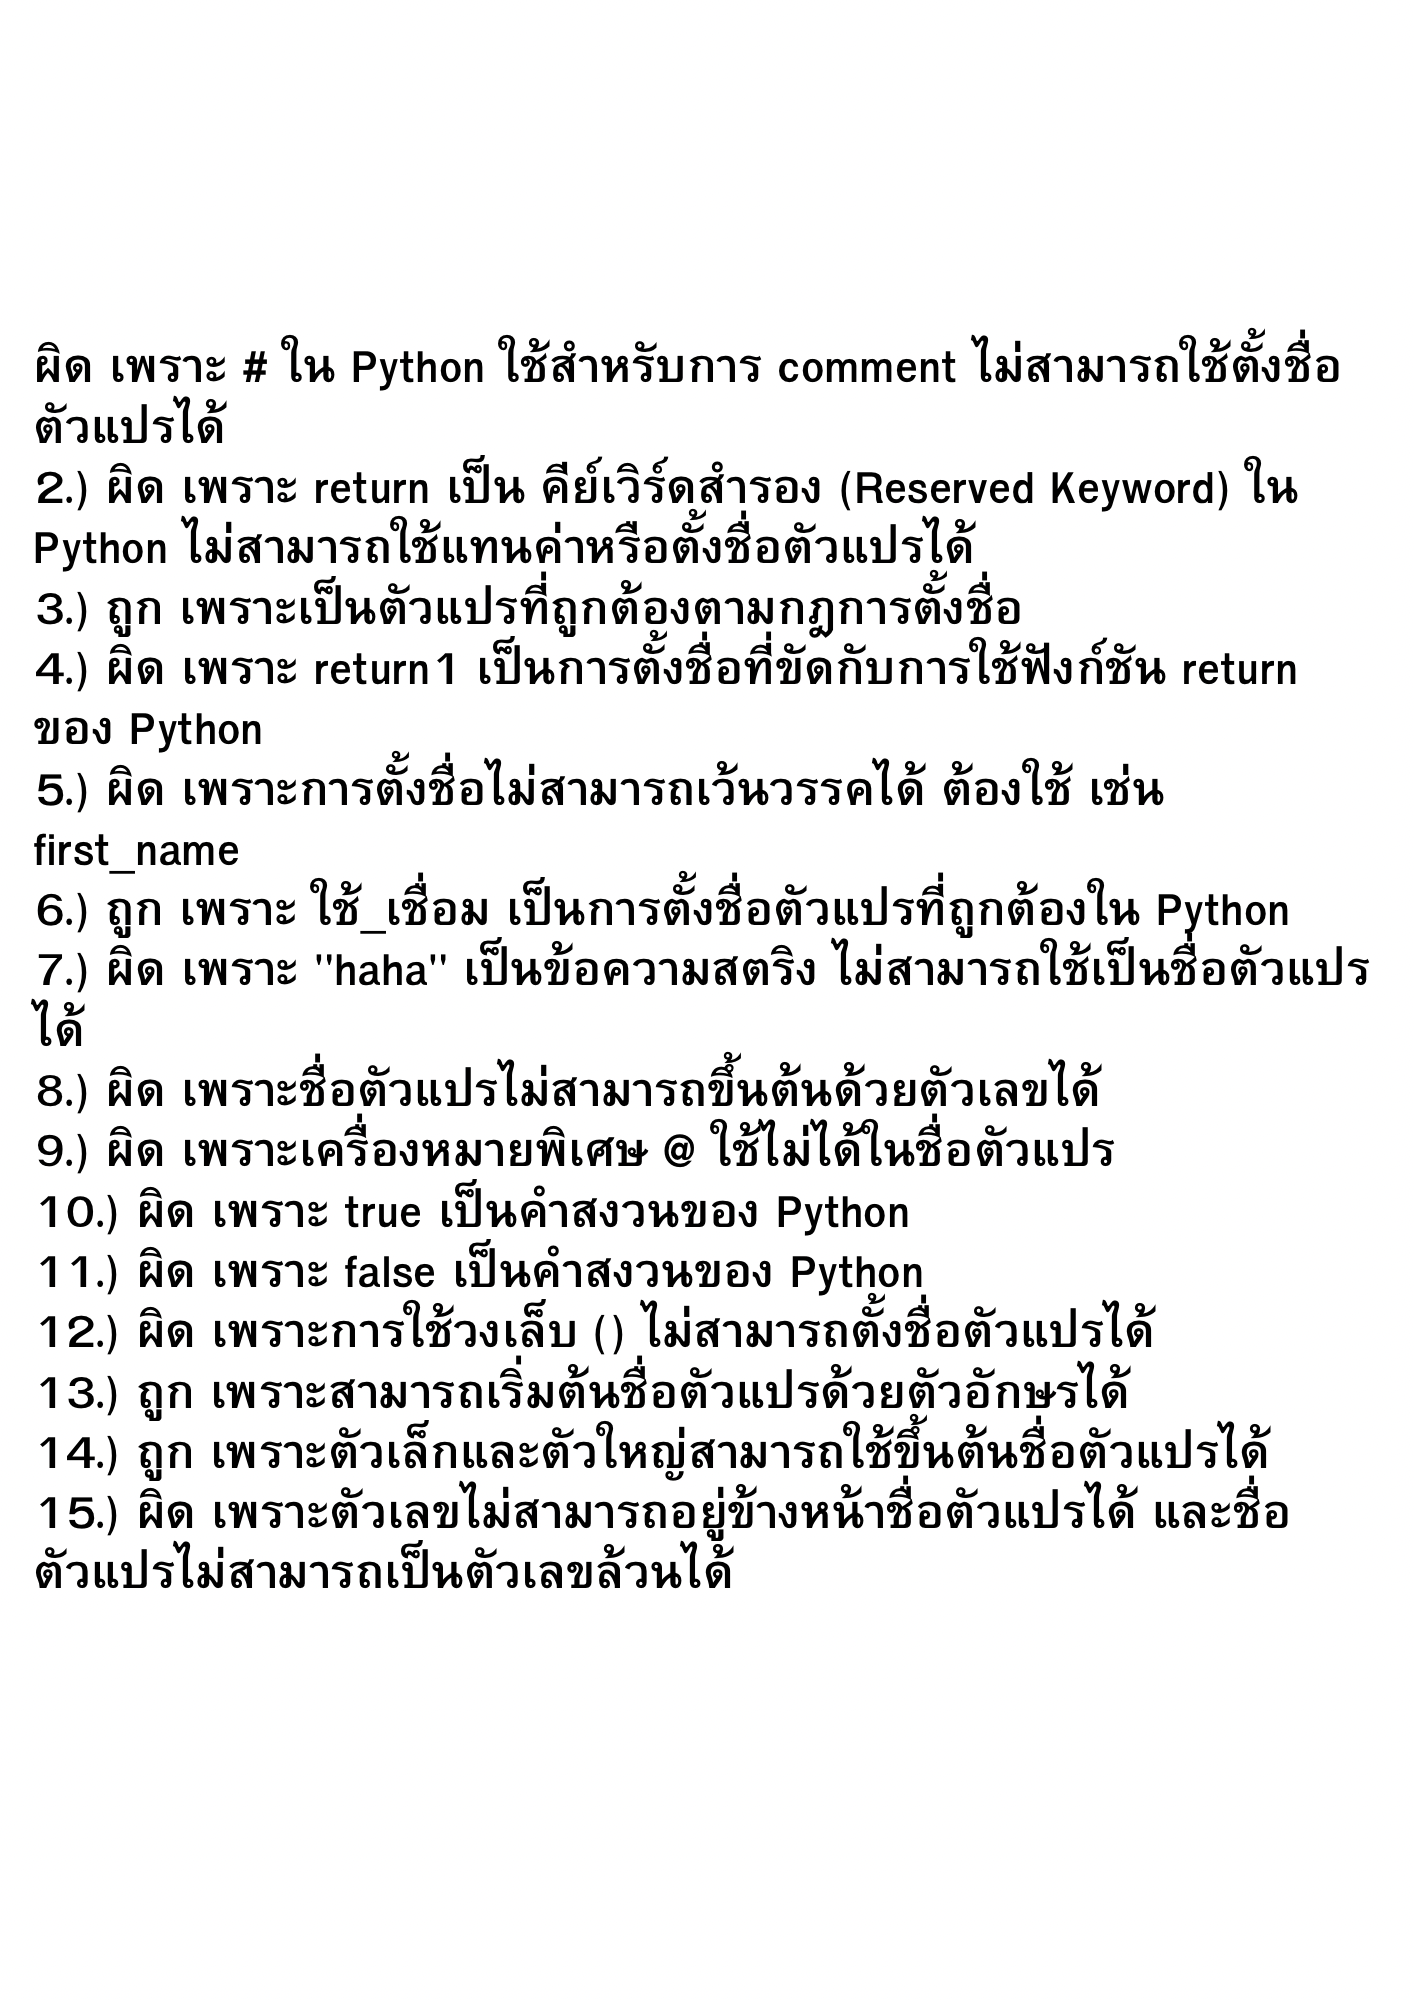 ผิด เพราะ # ใน Python ใช้สำหรับการ comment ไม่สามารถใช้ตั้งชื่อ
ตัวแปรได้
2.) ผิด เพราะ return เป็น คีย์เวิร์ดสำรอง (Reserved Keyword) ใน
Python ไม่สามารถใช้แทนค่าหรือตั้งชื่อตัวแปรได้
3.) ถูก เพราะเป็นตัวแปรที่ถูกต้องตามกฎการตั้งชื่อ
4.) ผิด เพราะ return1 เป็นการตั้งชื่อที่ขัดกับการใช้ฟังก์ชัน return
ของ Python
5.) ผิด เพราะการตั้งชื่อไม่สามารถเว้นวรรคได้ ต้องใช้ เช่น
first_name
6.) ถูก เพราะ ใช้_เชื่อม เป็นการตั้งชื่อตัวแปรที่ถูกต้องใน Python
7.) ผิด เพราะ "haha" เป็นข้อความสตริง ไม่สามารถใช้เป็นชื่อตัวแปร
ได้
8.) ผิด เพราะชื่อตัวแปรไม่สามารถขึ้นต้นด้วยตัวเลขได้
9.) ผิด เพราะเครื่องหมายพิเศษ @ ใช้ไม่ได้ในชื่อตัวแปร
10.) ผิด เพราะ true เป็นคำสงวนของ Python
11.) ผิด เพราะ false เป็นคำสงวนของ Python
12.) ผิด เพราะการใช้วงเล็บ () ไม่สามารถตั้งชื่อตัวแปรได้
13.) ถูก เพราะสามารถเริ่มต้นชื่อตัวแปรด้วยตัวอักษรได้
14.) ถูก เพราะตัวเล็กและตัวใหญ่สามารถใช้ขึ้นต้นชื่อตัวแปรได้
15.) ผิด เพราะตัวเลขไม่สามารถอยู่ข้างหน้าชื่อตัวแปรได้ และชื่อ
ตัวแปรไม่สามารถเป็นตัวเลขล้วนได้